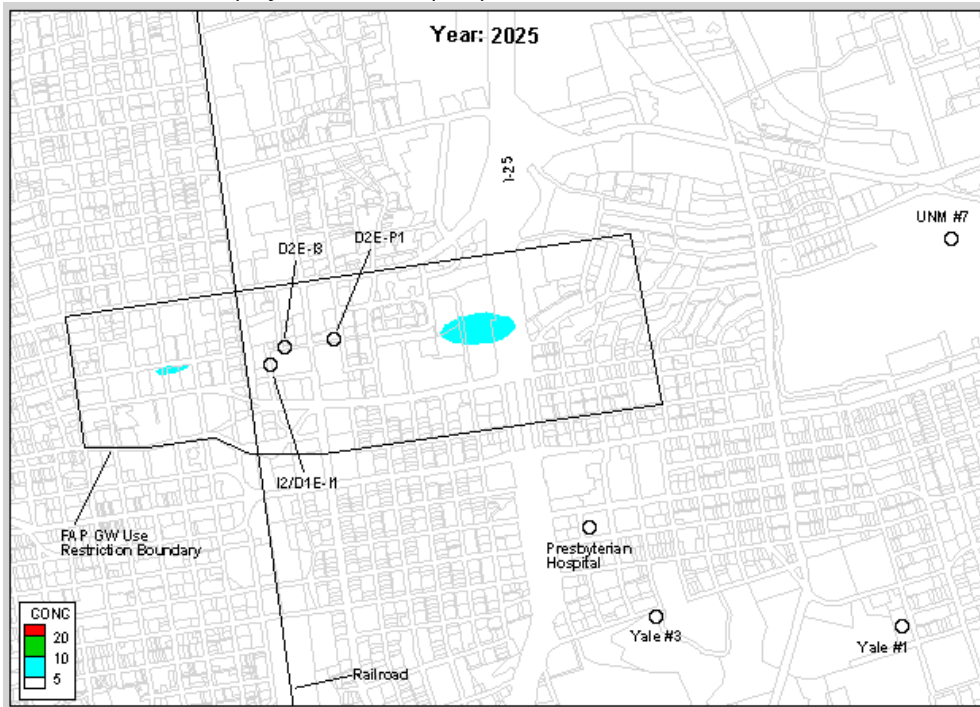 Year: 2025
I-25
UNM #7
D2E-I3
D2E-P1
I2/D1E-I1
FAP GW Use
Restriction Boundary
Presbyterian
Hospital
Yale #3
Yale #1
Railroad
CONC
20
10
5